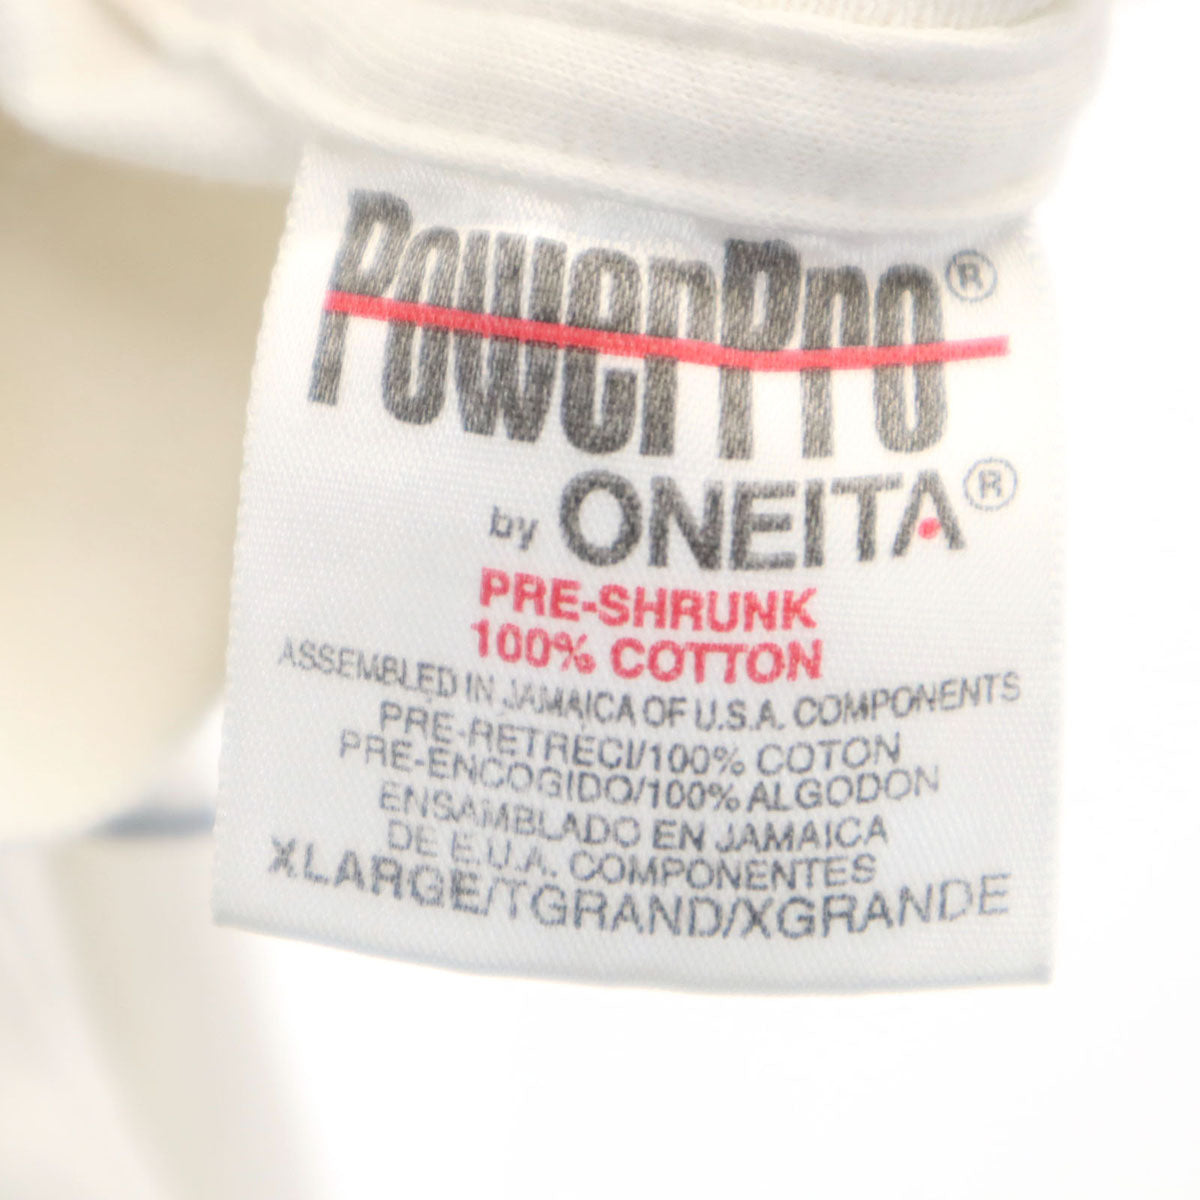 PowerPro®
by ONEITA®
PRE-SHRUNK
100% COTTON
ASSEMBLED IN JAMAICA OF U.S.A. COMPONENTS
PRE-RETRECI/100% COTON
PRE-ENCOGIDO/100% ALGODON
ENSAMBLADO EN JAMAICA
DE E.U.A. COMPONENTES
XLARGE/TGRAND/XGRANDE